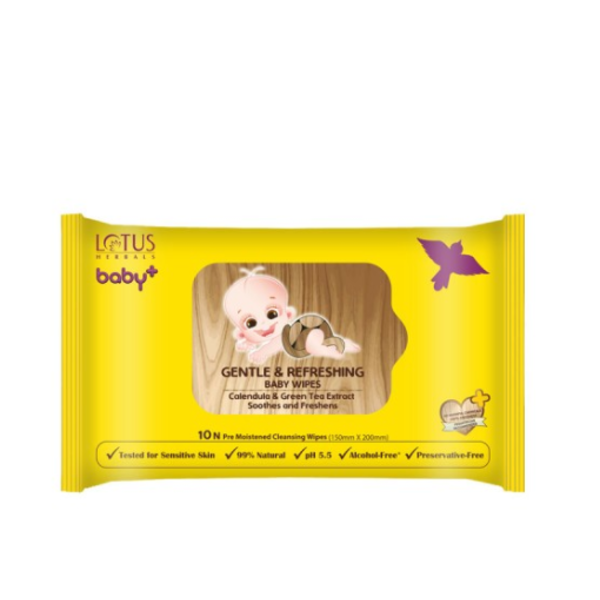 LOTUS
HERBALS
baby+
GENTLE & REFRESHING
BABY WIPES
Calendula & Green Tea Extract
Soothes and Freshens
10 N Pre Moistened Cleansing Wipes (150mm X 200mm)
✓Tested for Sensitive Skin ✓99% Natural ✓pH 5.5 ✓Alcohol-Free* ✓Preservative-Free